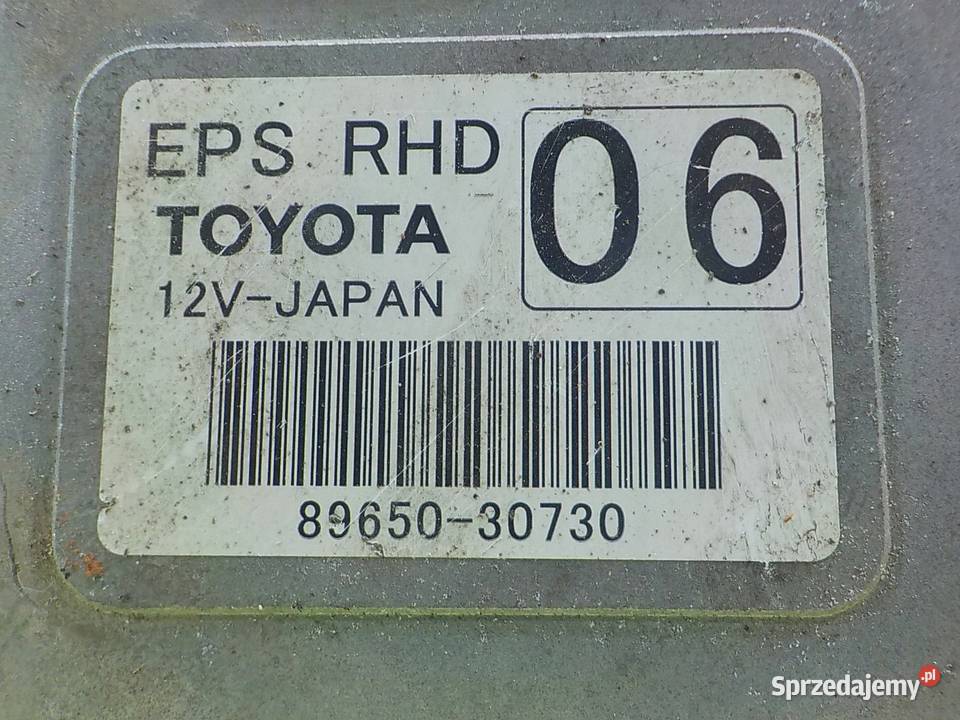 EPS RHD 06
TOYOTA
12V-JAPAN
89650-30730
Sprzedajemy.pl